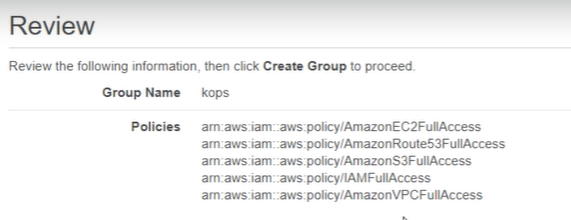 Review
Review the following information, then click Create Group to proceed.
Group Name kops
Policies arn:aws:iam::aws:policy/AmazonEC2FullAccess
arn:aws:iam::aws:policy/AmazonRoute53FullAccess
arn:aws:iam::aws:policy/AmazonS3FullAccess
arn:aws:iam::aws:policy/IAMFullAccess
arn:aws:iam::aws:policy/AmazonVPCFullAccess